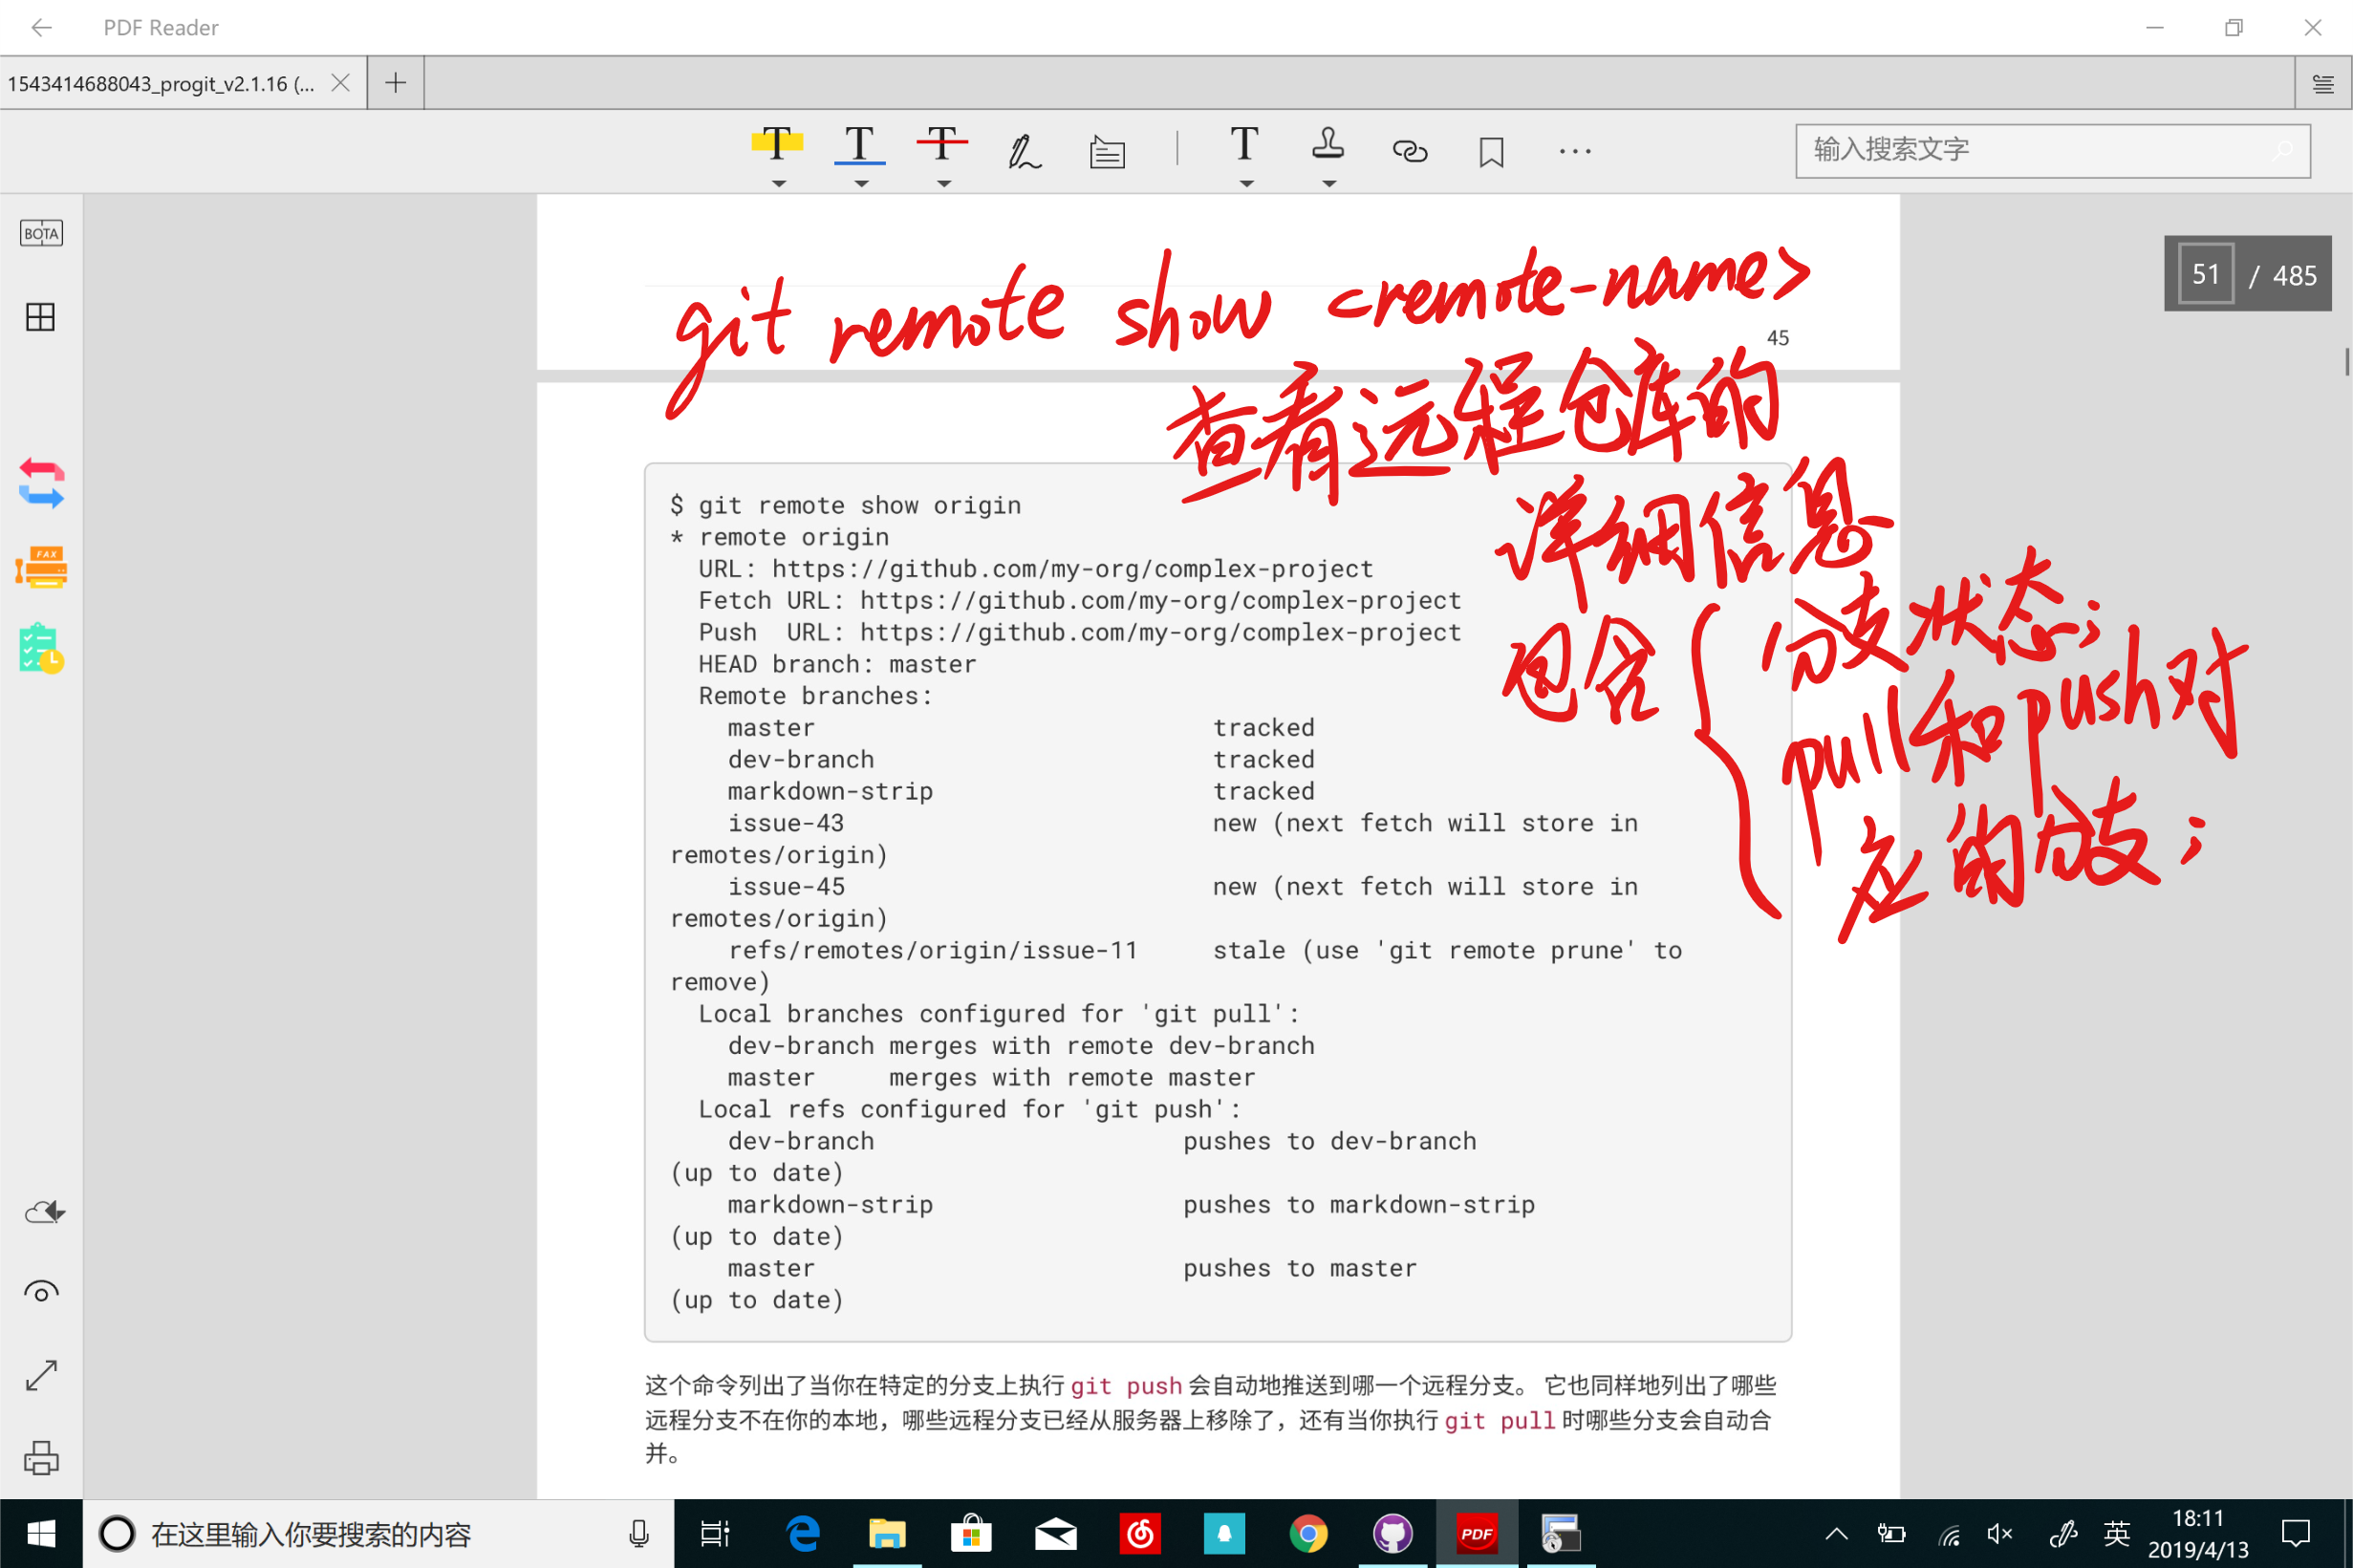 PDF Reader
1543414688043_progit_v2.1.16 (...
输入搜索文字
BOTA
51 / 485
git remote show <remote-name>
45
查看远程仓库的
详细信息
包含
分支状态;
pull和push对
应的分支;
FAX
$ git remote show origin
* remote origin
  URL: https://github.com/my-org/complex-project
  Fetch URL: https://github.com/my-org/complex-project
  Push  URL: https://github.com/my-org/complex-project
  HEAD branch: master
  Remote branches:
    master                           tracked
    dev-branch                       tracked
    markdown-strip                   tracked
    issue-43                         new (next fetch will store in
remotes/origin)
    issue-45                         new (next fetch will store in
remotes/origin)
    refs/remotes/origin/issue-11     stale (use 'git remote prune' to
remove)
  Local branches configured for 'git pull':
    dev-branch merges with remote dev-branch
    master     merges with remote master
  Local refs configured for 'git push':
    dev-branch                     pushes to dev-branch
(up to date)
    markdown-strip                 pushes to markdown-strip
(up to date)
    master                         pushes to master
(up to date)
这个命令列出了当你在特定的分支上执行 git push 会自动地推送到哪一个远程分支。 它也同样地列出了哪些
远程分支不在你的本地，哪些远程分支已经从服务器上移除了，还有当你执行 git pull 时哪些分支会自动合
并。
在这里输入你要搜索的内容
PDF
英
18:11
2019/4/13